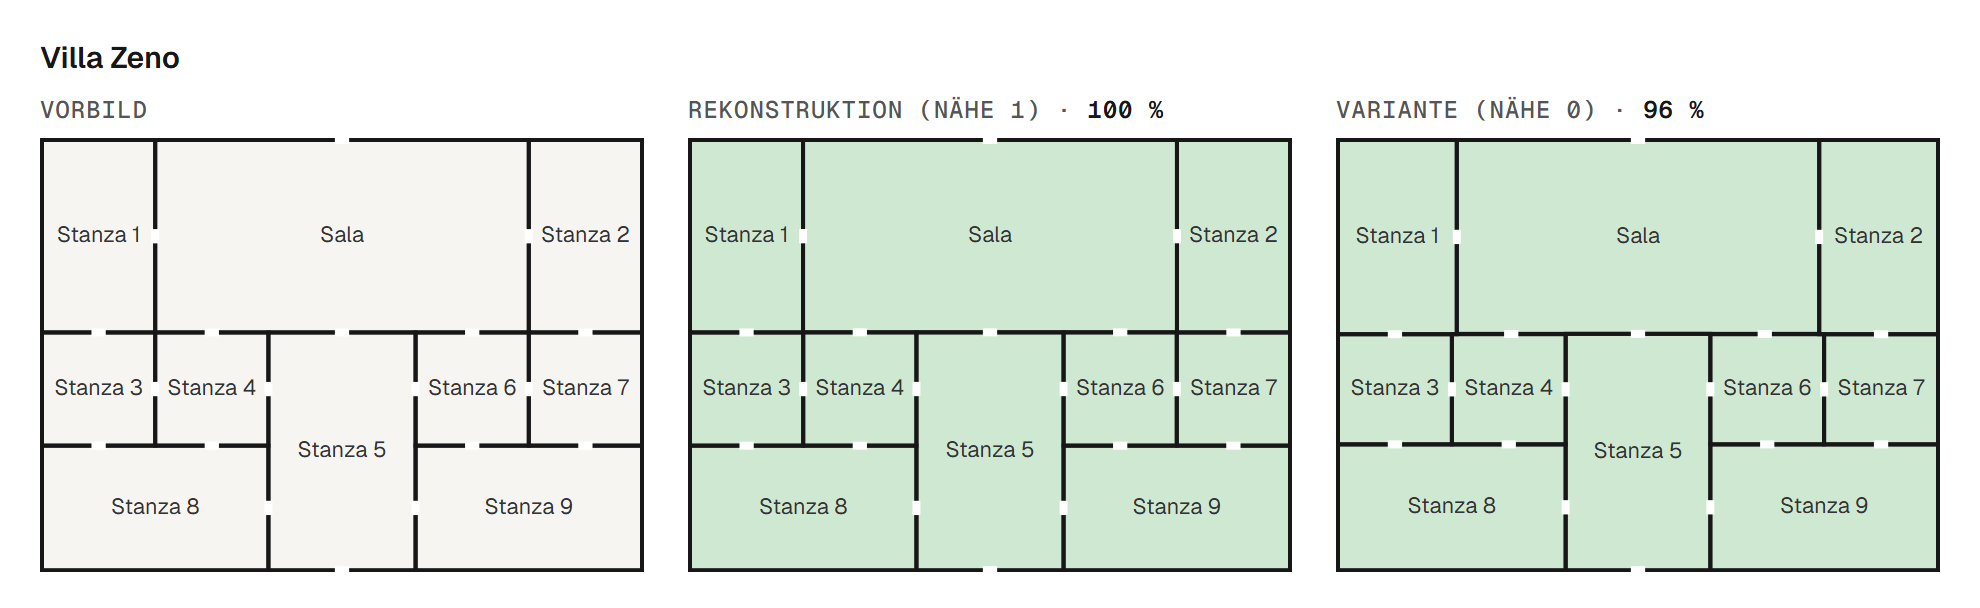 Villa Zeno
VORBILD
REKONSTRUKTION (NÄHE 1) · 100 %
VARIANTE (NÄHE 0) · 96 %
Stanza 1
Sala
Stanza 2
Stanza 3
Stanza 4
Stanza 5
Stanza 6
Stanza 7
Stanza 8
Stanza 9
Stanza 1
Sala
Stanza 2
Stanza 3
Stanza 4
Stanza 5
Stanza 6
Stanza 7
Stanza 8
Stanza 9
Stanza 1
Sala
Stanza 2
Stanza 3
Stanza 4
Stanza 5
Stanza 6
Stanza 7
Stanza 8
Stanza 9